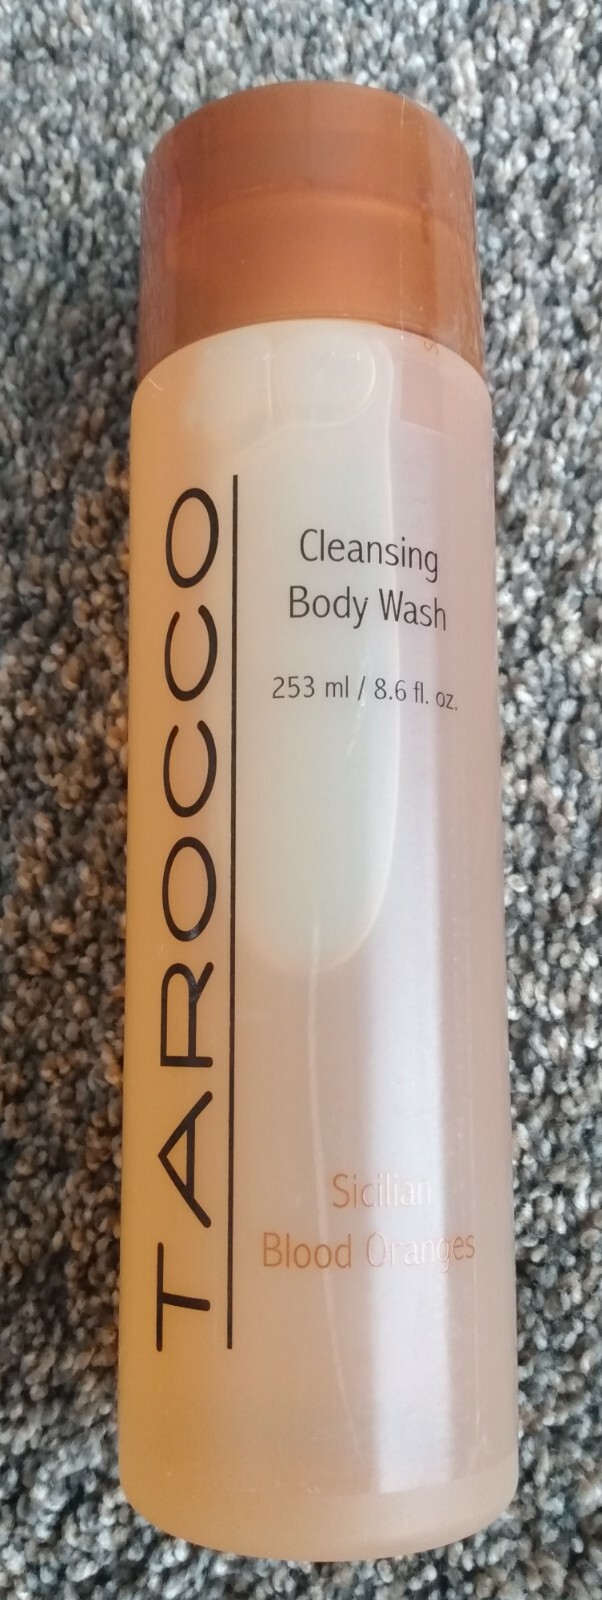 TAROCCO
Cleansing
Body Wash
253 ml / 8.6 fl. oz.
Sicilian
Blood Oranges